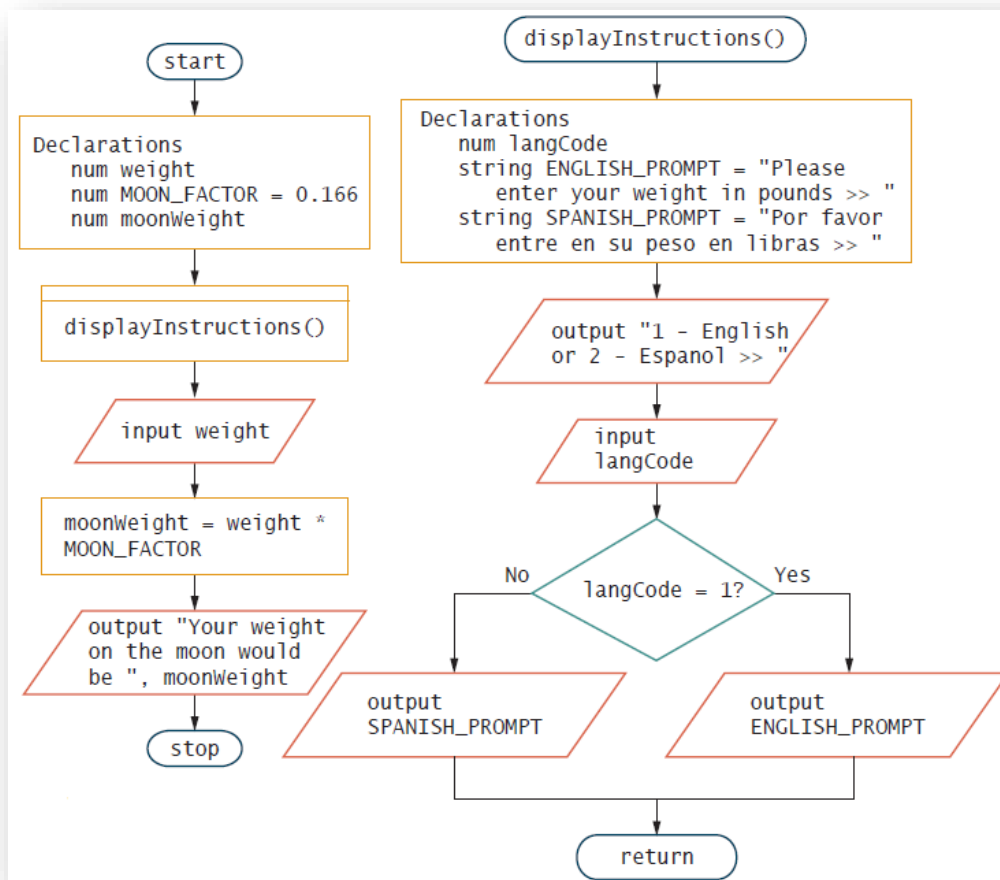 start
Declarations
num weight
num MOON_FACTOR = 0.166
num moonWeight
displayInstructions()
input weight
moonWeight = weight *
MOON_FACTOR
output "Your weight
on the moon would
be ", moonWeight
stop
displayInstructions()
Declarations
num langCode
string ENGLISH_PROMPT = "Please
enter your weight in pounds >> "
string SPANISH_PROMPT = "Por favor
entre en su peso en libras >> "
output "1 - English
or 2 - Espanol >> "
input
langCode
langCode = 1?
No
Yes
output
SPANISH_PROMPT
output
ENGLISH_PROMPT
return